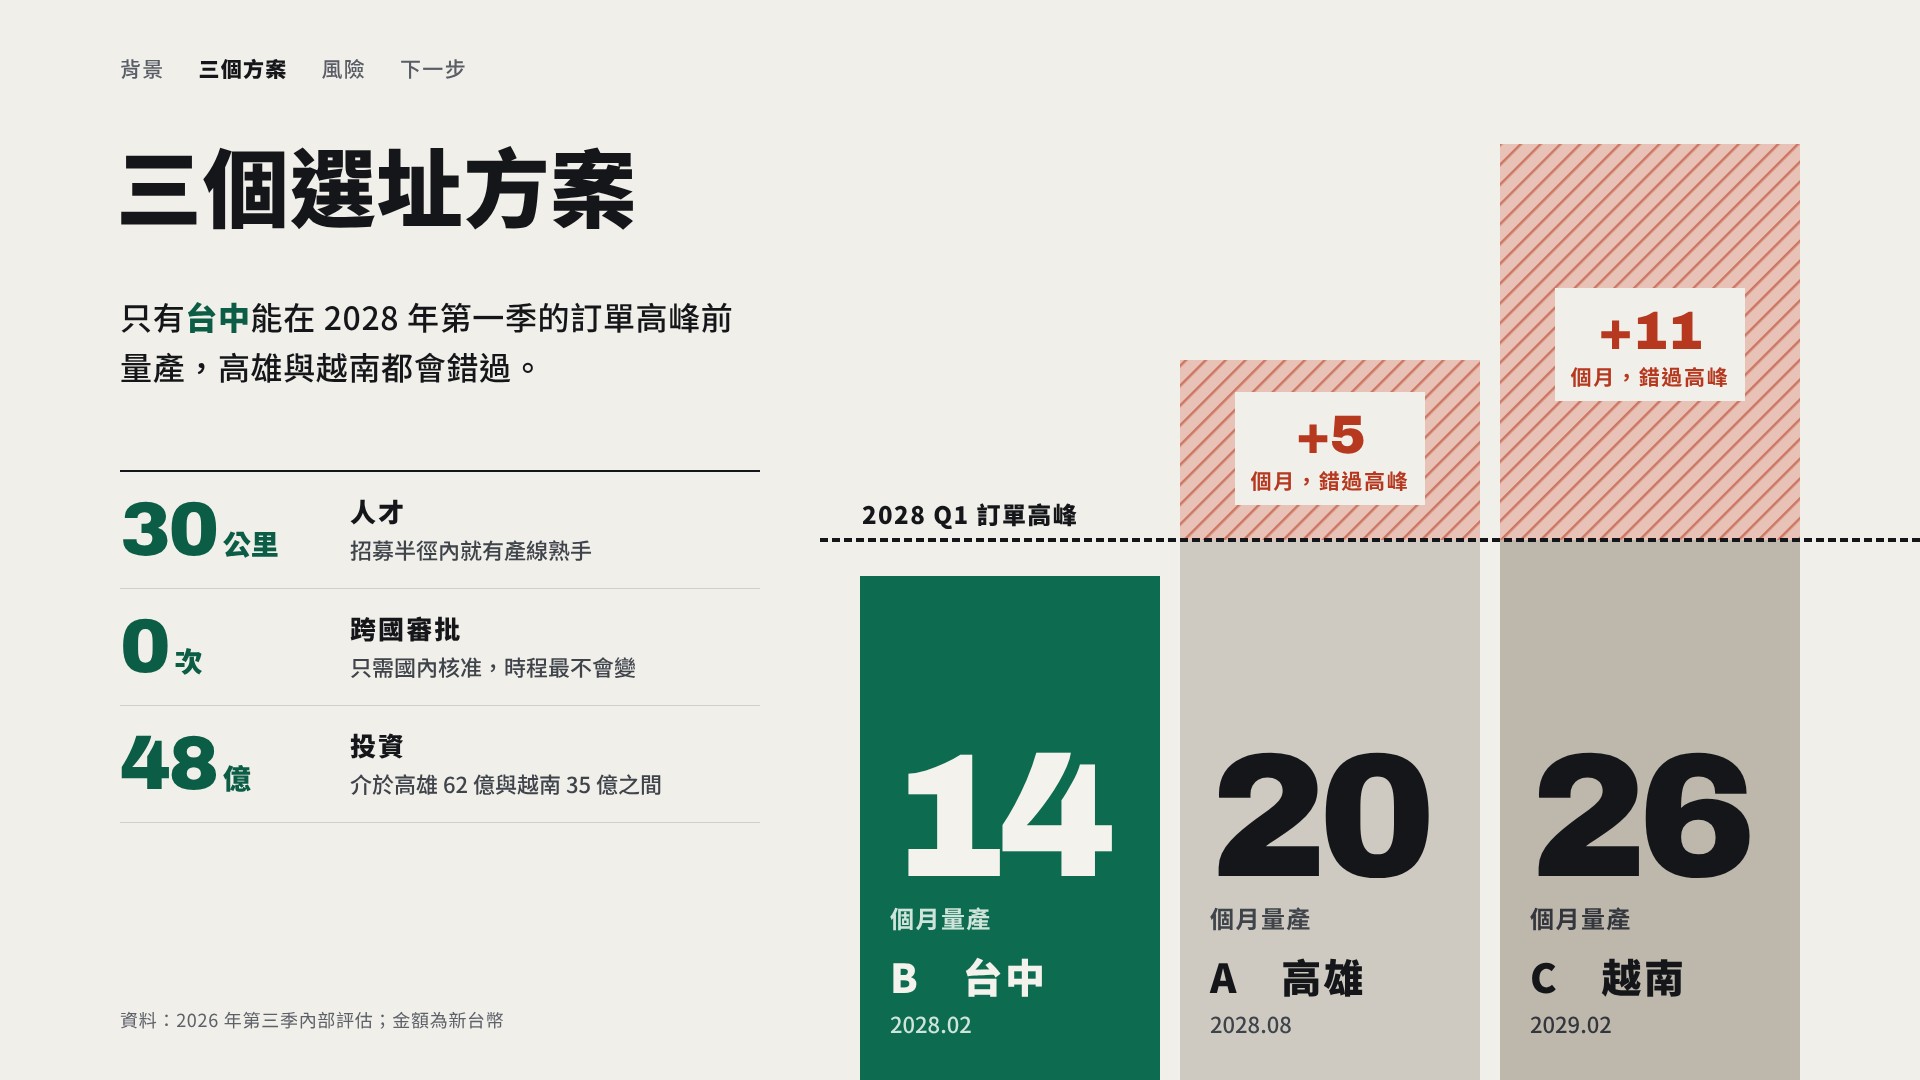 背景 三個方案 風險 下一步
三個選址方案
只有台中能在 2028 年第一季的訂單高峰前
量產，高雄與越南都會錯過。
30 公里
人才
招募半徑內就有產線熟手
0 次
跨國審批
只需國內核准，時程最不會變
48 億
投資
介於高雄 62 億與越南 35 億之間
資料：2026 年第三季內部評估；金額為新台幣
2028 Q1 訂單高峰
14
個月量產
B 台中
2028.02
+5
個月，錯過高峰
20
個月量產
A 高雄
2028.08
+11
個月，錯過高峰
26
個月量產
C 越南
2029.02